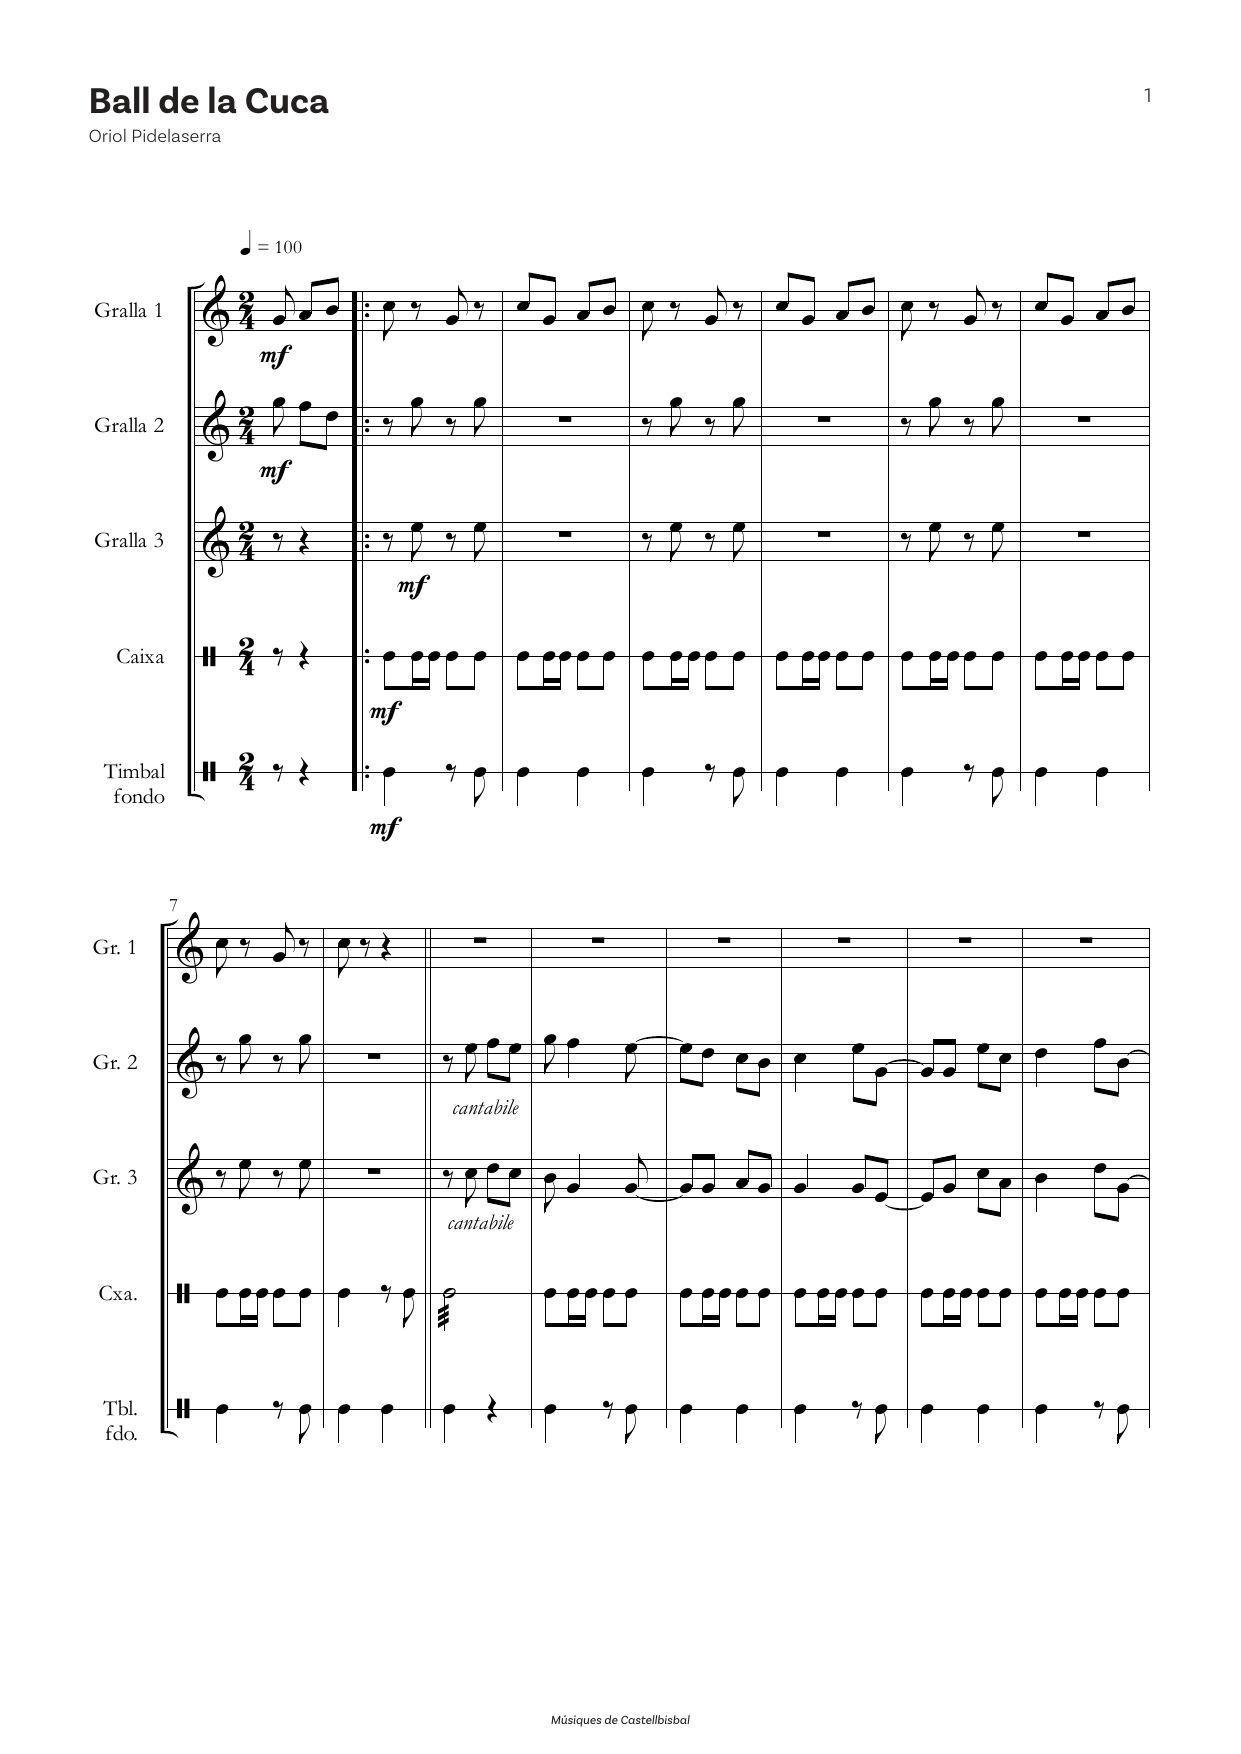 Ball de la Cuca
1
Oriol Pidelaserra
= 100
Gralla 1
mf
Gralla 2
mf
Gralla 3
mf
Caixa
mf
Timbal
fondo
mf
7
Gr. 1
Gr. 2
cantabile
Gr. 3
cantabile
Cxa.
Tbl.
fdo.
Músiques de Castellbisbal